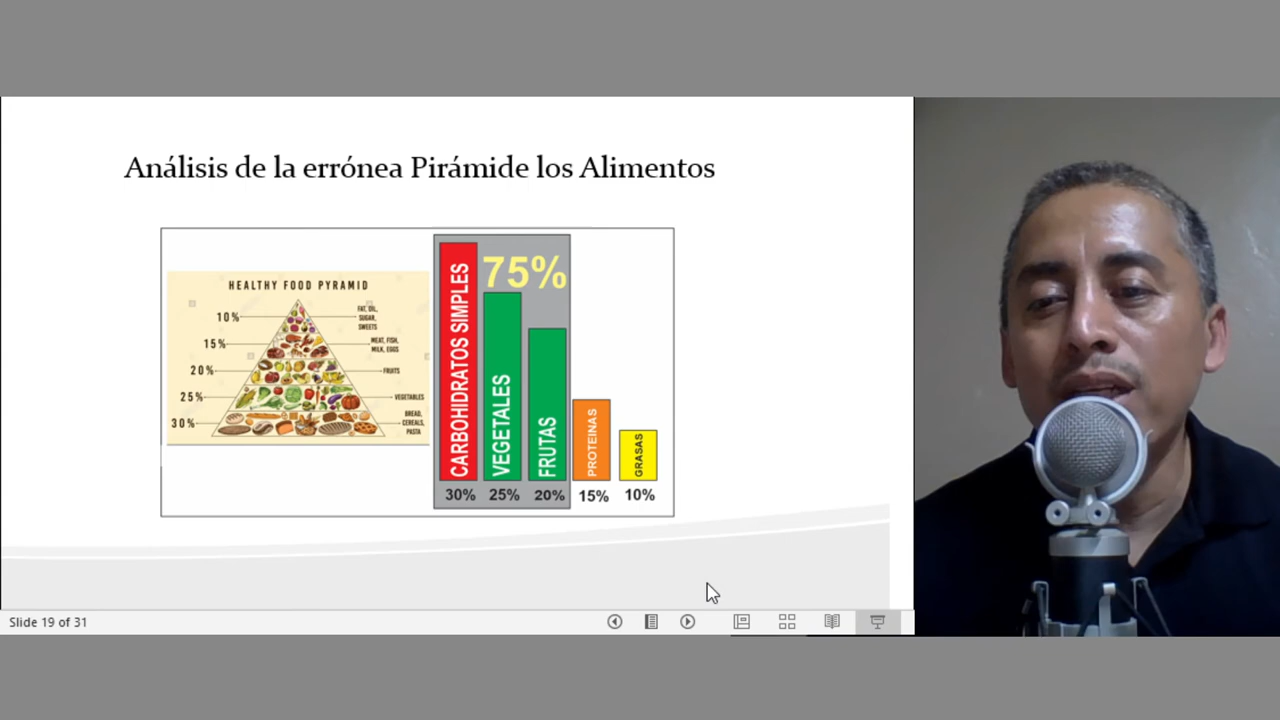 Análisis de la errónea Pirámide los Alimentos
HEALTHY FOOD PYRAMID
10%
FAT, OIL,
SUGAR,
SWEETS
15%
MEAT, FISH,
MILK, EGGS
20%
FRUITS
25%
VEGETABLES
30%
BREAD,
CEREALS,
PASTA
75%
CARBOHIDRATOS SIMPLES
VEGETALES
FRUTAS
PROTEINAS
GRASAS
30% 25% 20% 15% 10%
Slide 19 of 31